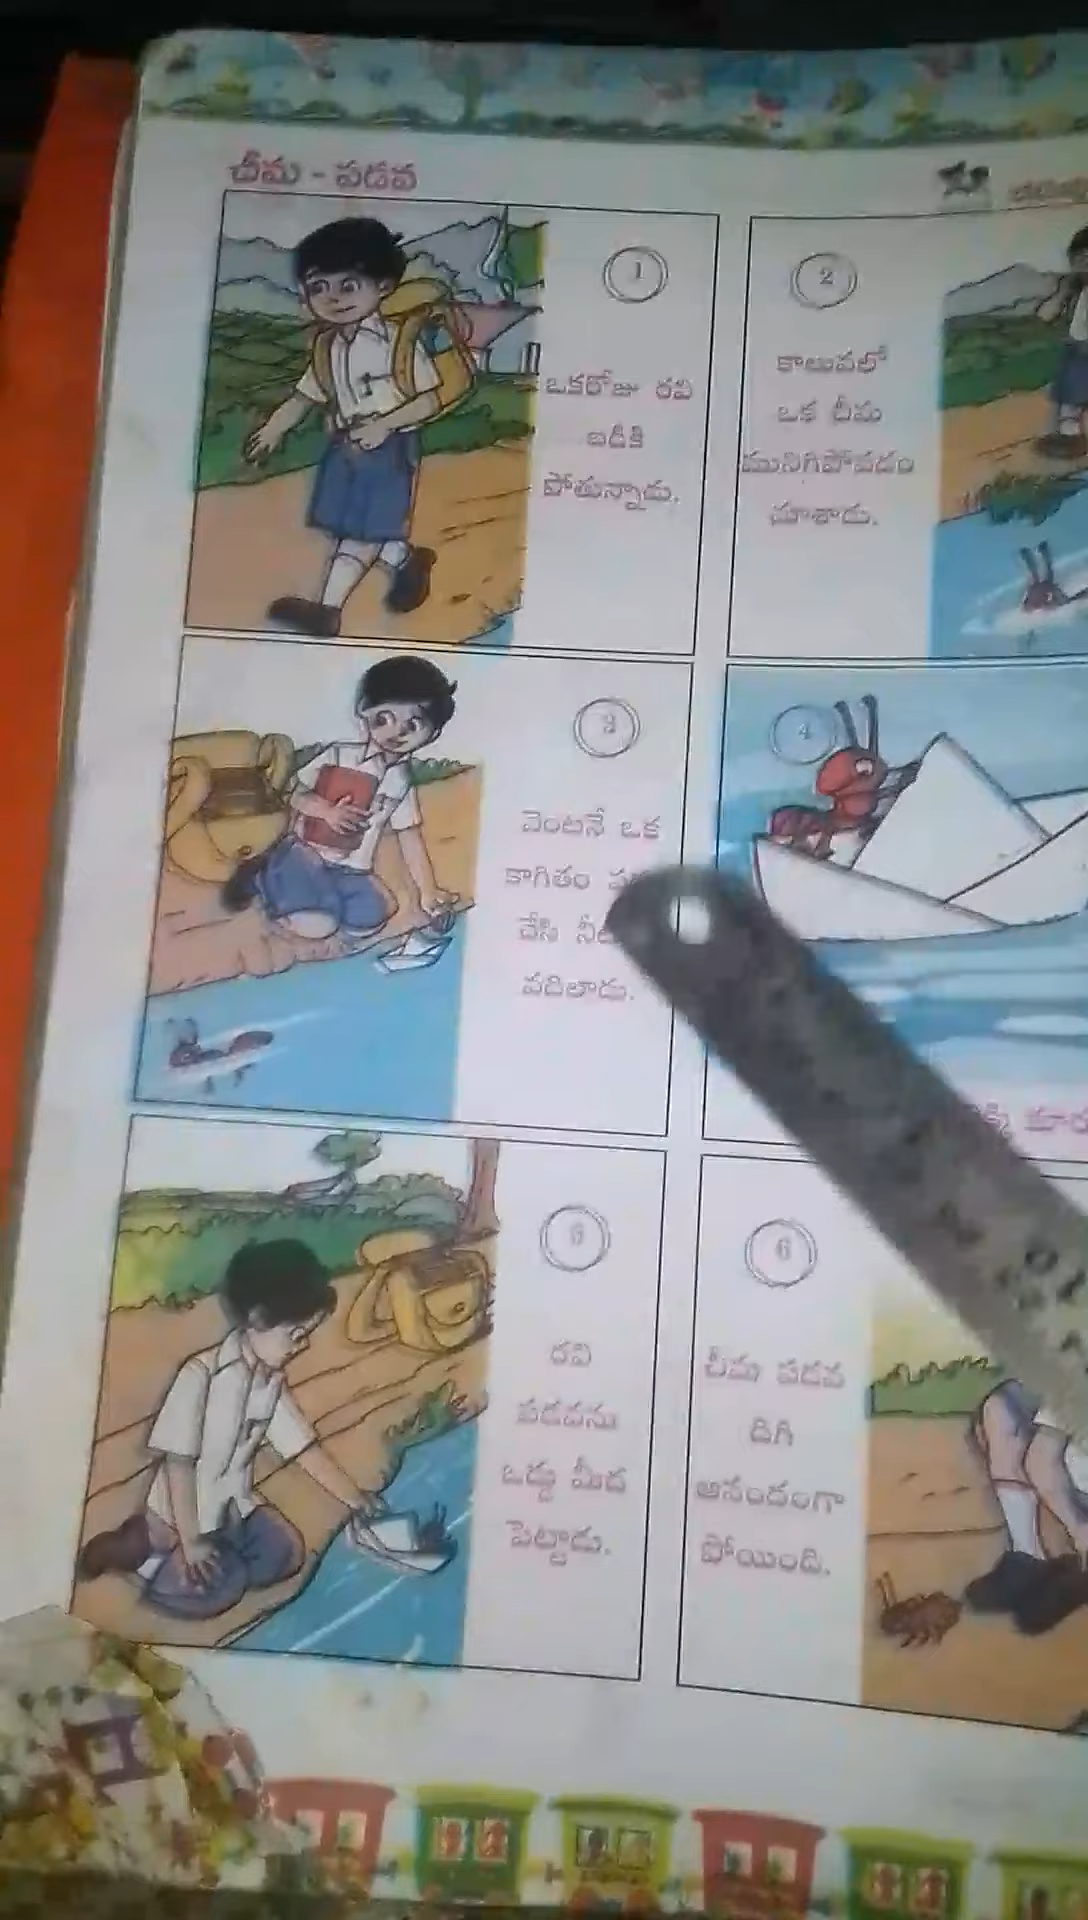 చీమ - పడవ
1
ఒకరోజు రవి
బడికి
పోతున్నాడు.
2
కాలువలో
ఒక చీమ
మునిగిపోవడం
చూశాడు.
3
వెంటనే ఒక
కాగితం
చేసి
వదిలాడు.
4
5
రవి
పడవను
ఒడ్డు మీద
పెట్టాడు.
6
చీమ పడవ
దిగి
ఆనందంగా
పోయింది.